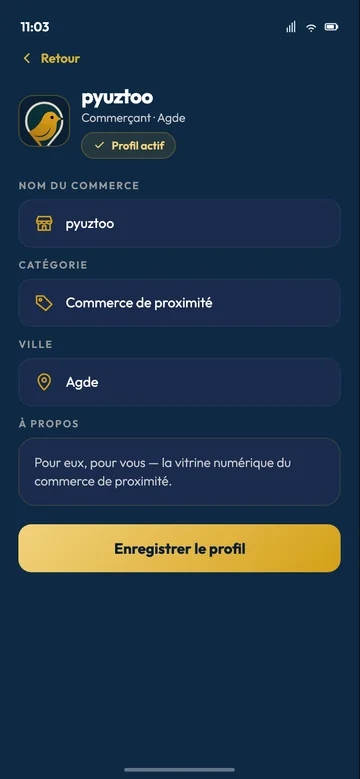 11:03
Retour
pyuztoo
Commerçant · Agde
Profil actif
NOM DU COMMERCE
pyuztoo
CATÉGORIE
Commerce de proximité
VILLE
Agde
À PROPOS
Pour eux, pour vous — la vitrine numérique du
commerce de proximité.
Enregistrer le profil